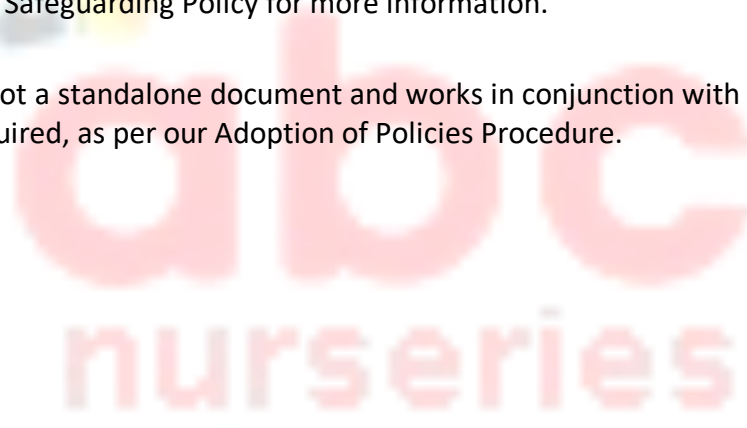 Safeguarding Policy for more information.
ot a standalone document and works in conjunction with
uired, as per our Adoption of Policies Procedure.
abc
nurseries